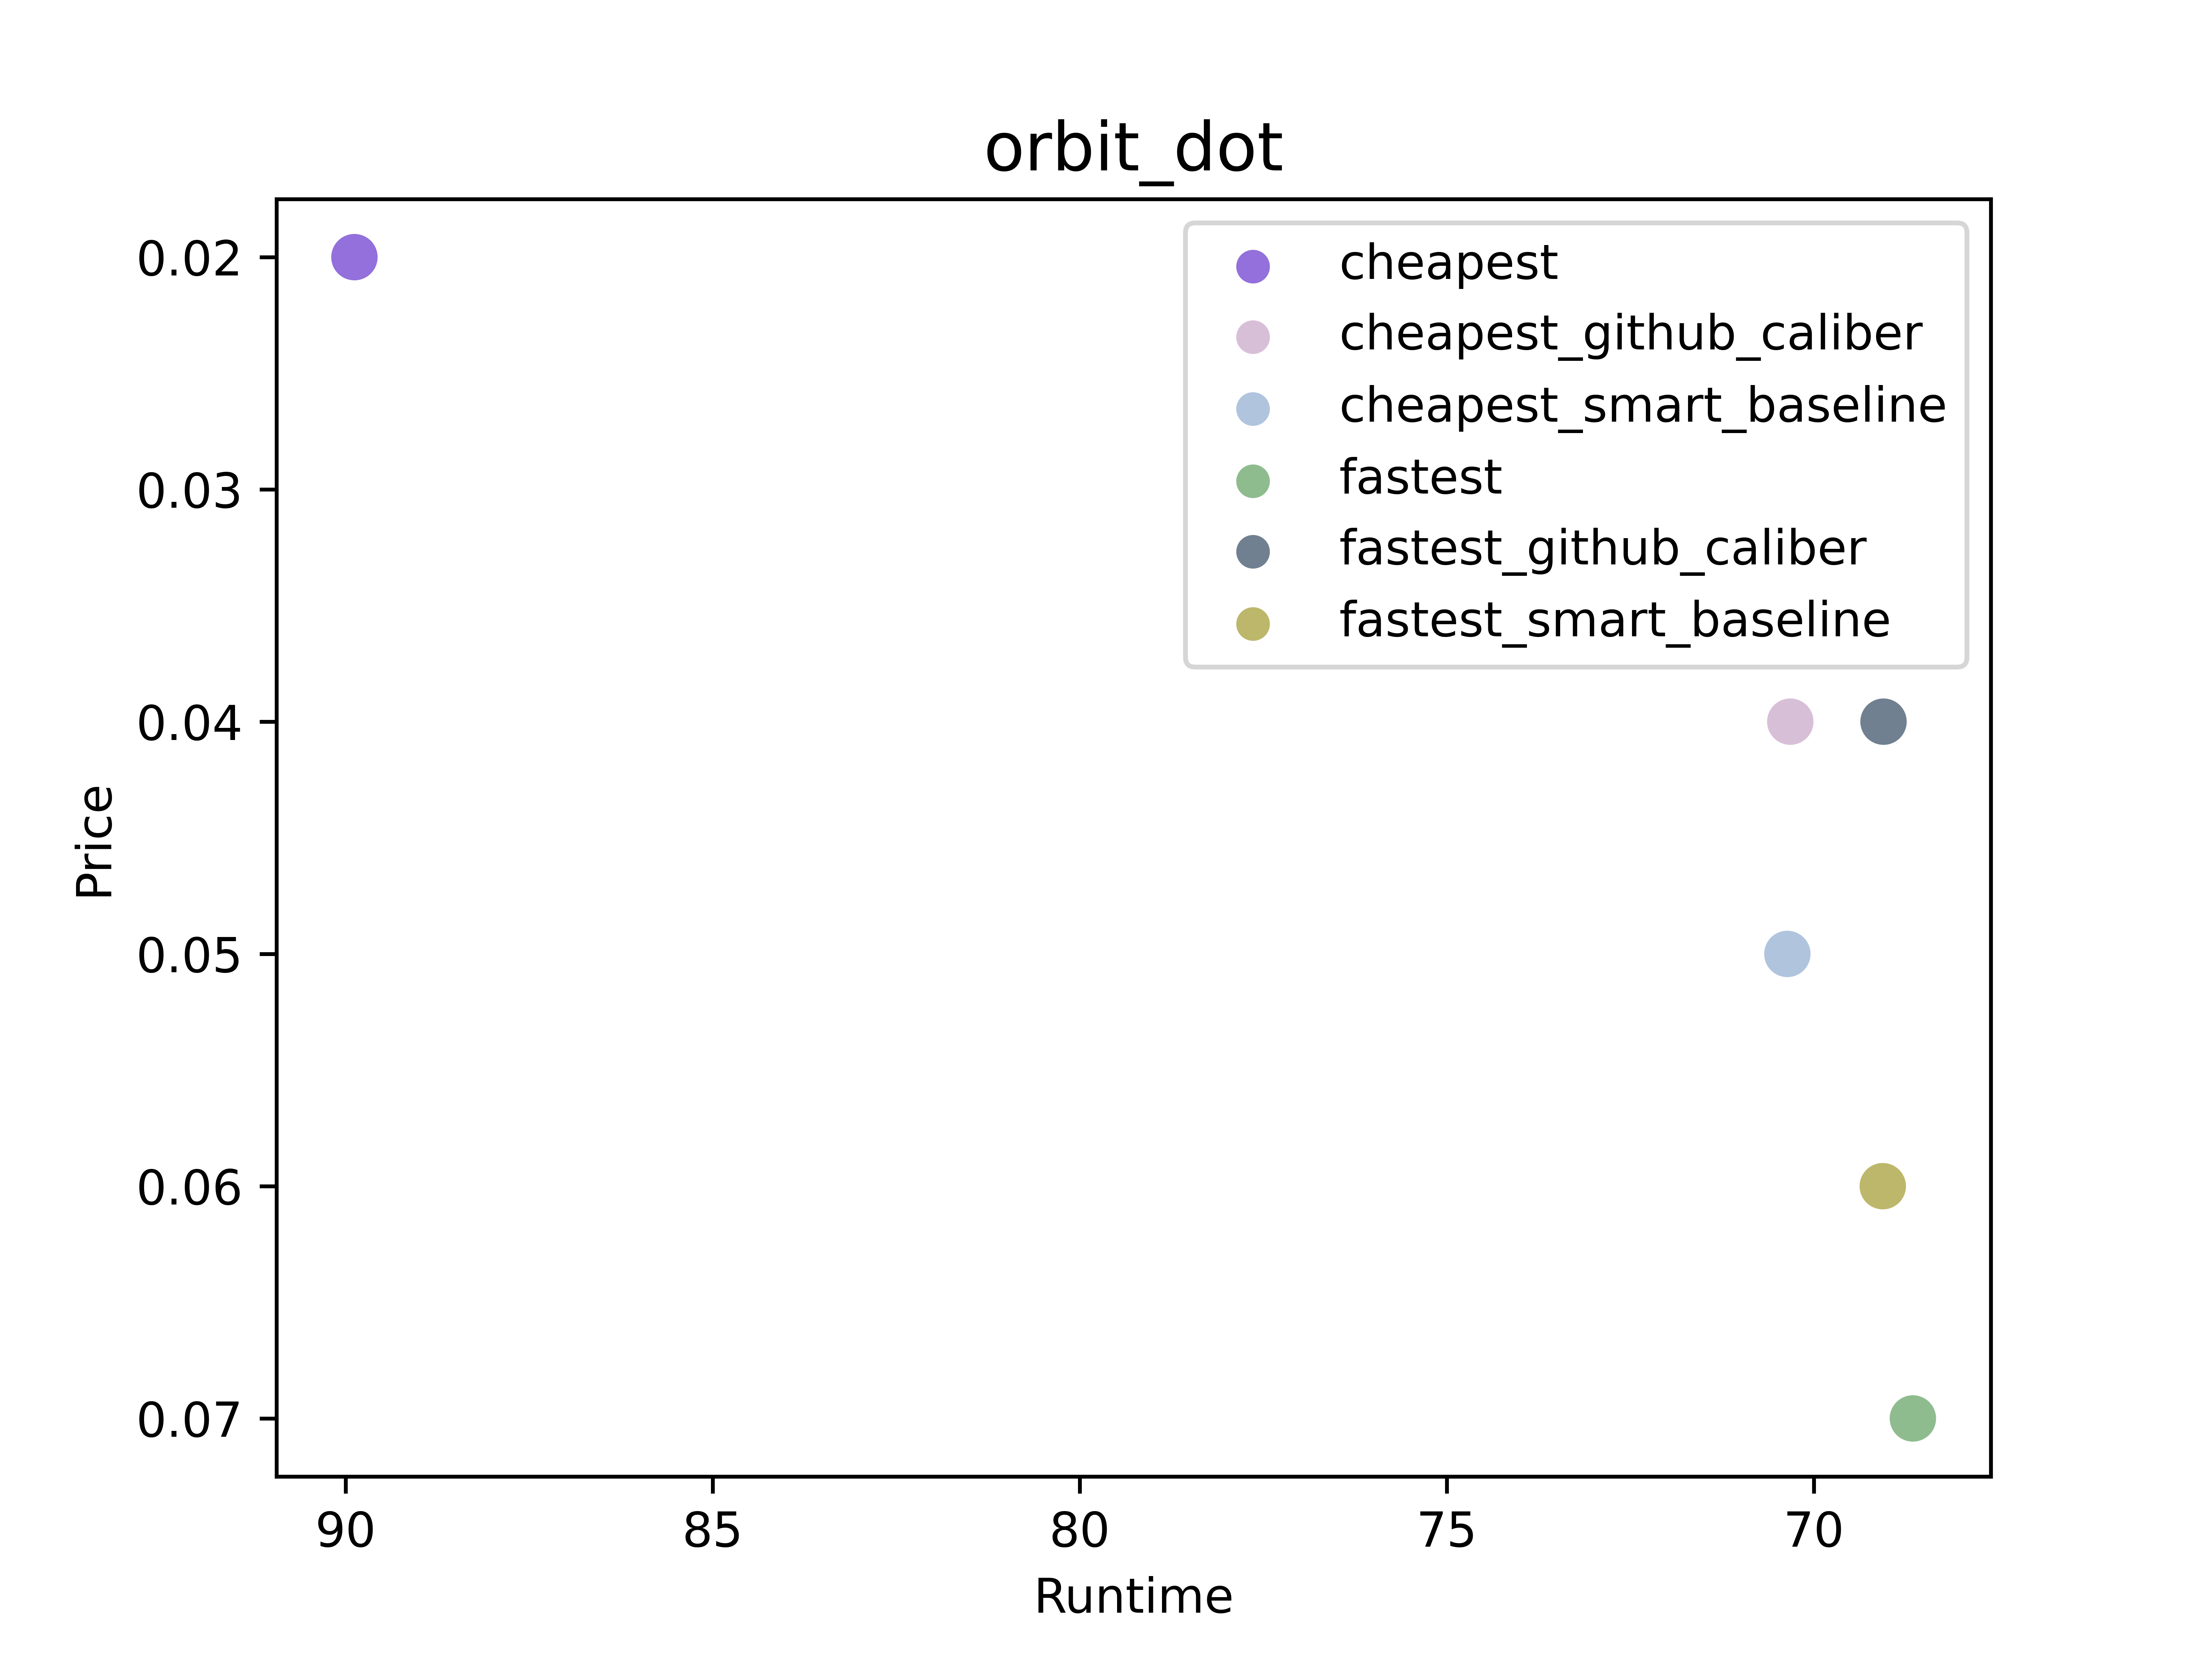 orbit_dot
cheapest
cheapest_github_caliber
cheapest_smart_baseline
fastest
fastest_github_caliber
fastest_smart_baseline
0.02
0.03
0.04
0.05
0.06
0.07
Price
90 85 80 75 70
Runtime